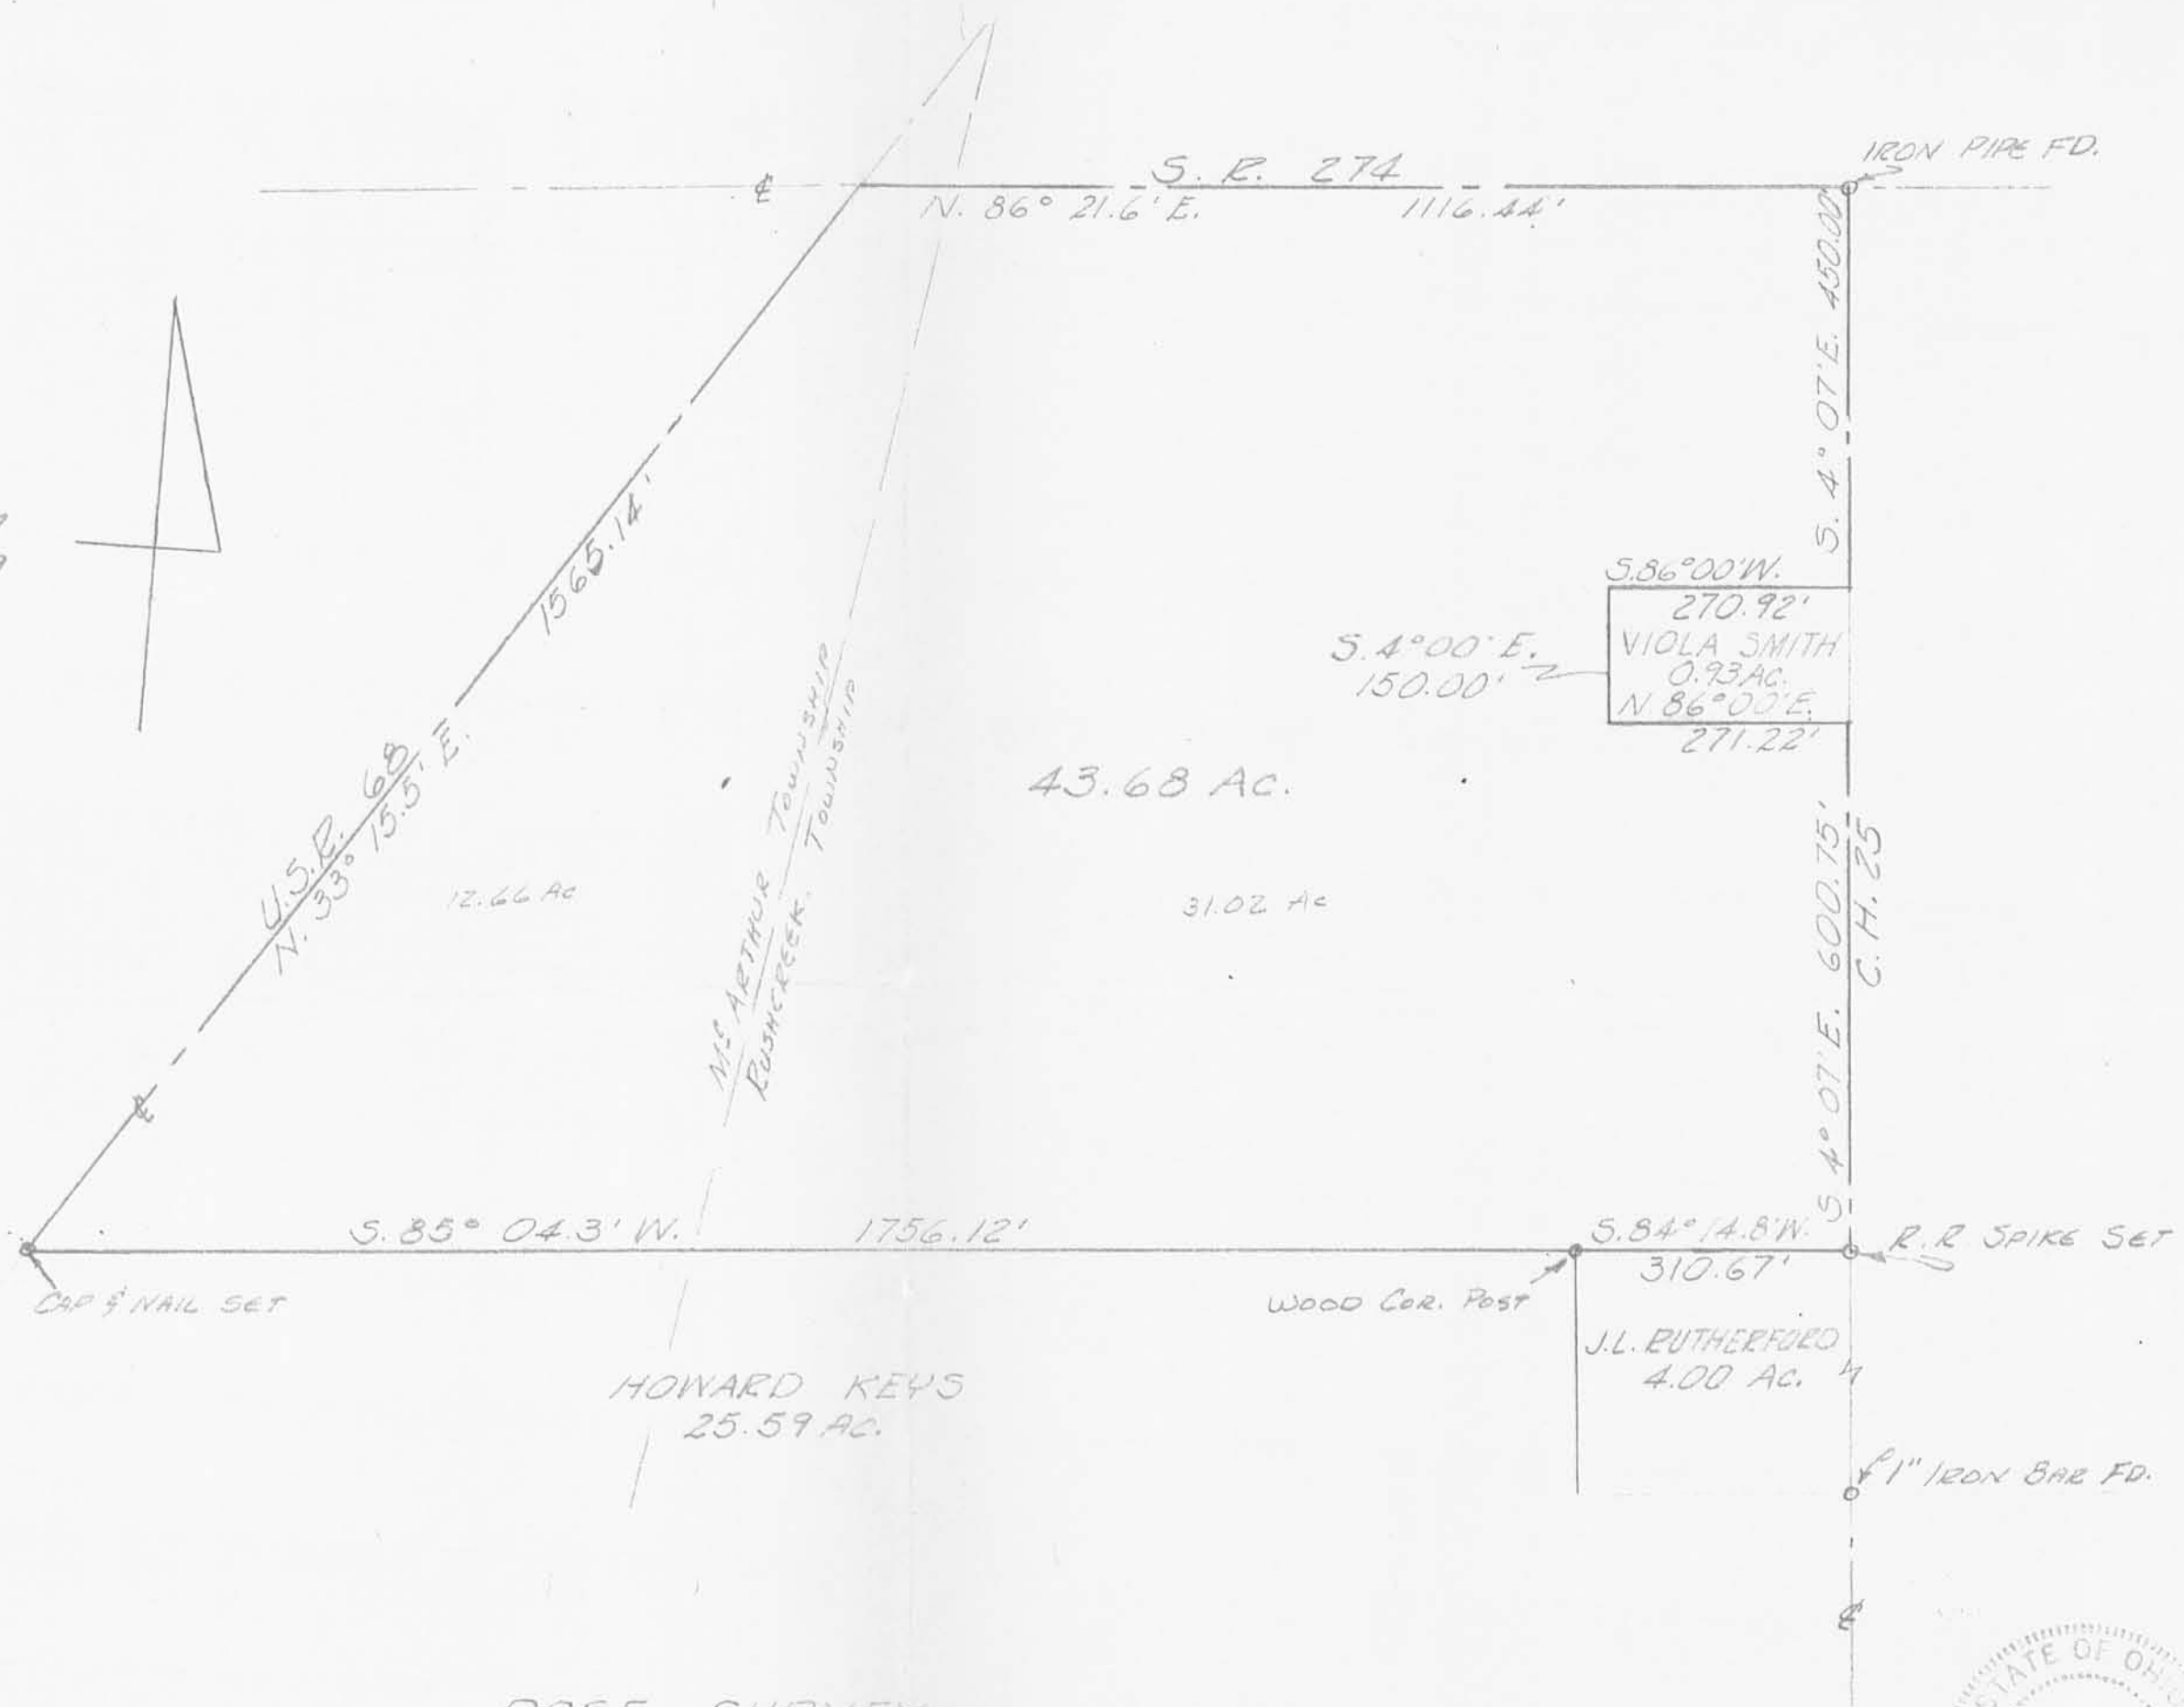 IRON PIPE FD.
S. R. 274
N. 86° 21.6' E. 1116.44'
S. 4° 07' E. 450.00'
1565.14'
U.S.R. 68
N. 33° 15.5' E.
S. 86° 00' W.
270.92'
VIOLA SMITH
0.93 AC.
N. 86° 00' E.
271.22'
S. 4° 00' E.
150.00'
Mc ARTHUR TOWNSHIP
RUSHCREEK TOWNSHIP
43.68 AC.
12.66 AC
31.02 AC
S 4° 07' E. 600.75'
C. H. 25
S. 85° 04.3' W. 1756.12'
S. 84° 14.8' W.
310.67'
R.R SPIKE SET
CAP & NAIL SET
WOOD COR. POST
J.L. RUTHERFORD
4.00 AC.
HOWARD KEYS
25.59 AC.
1" IRON BAR FD.
STATE OF